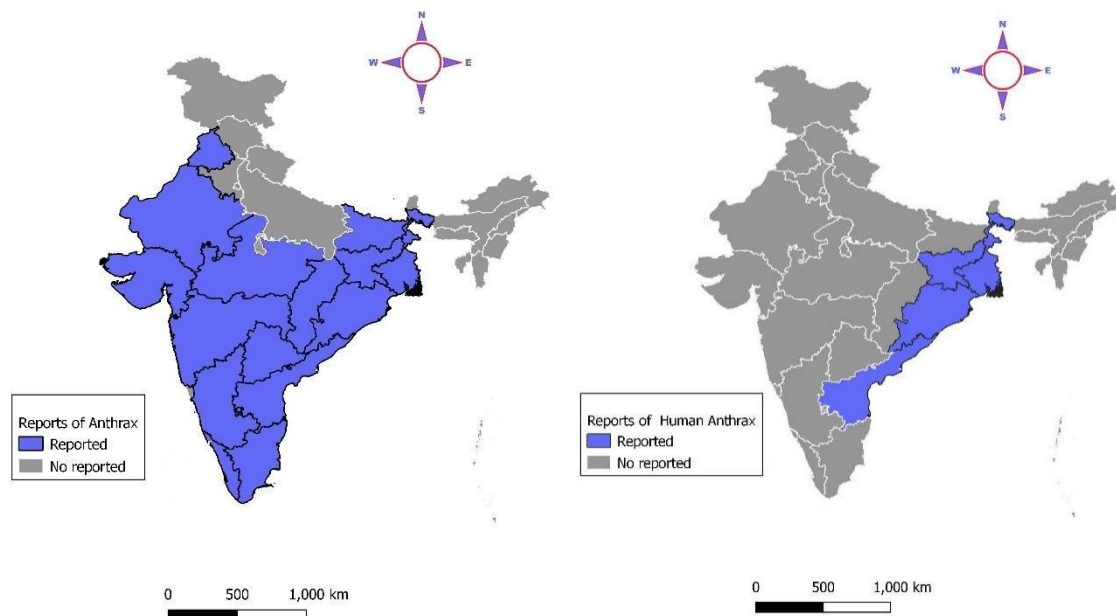 N
W E
S
Reports of Anthrax
Reported
No reported
0 500 1,000 km
N
W E
S
Reports of Human Anthrax
Reported
No reported
0 500 1,000 km